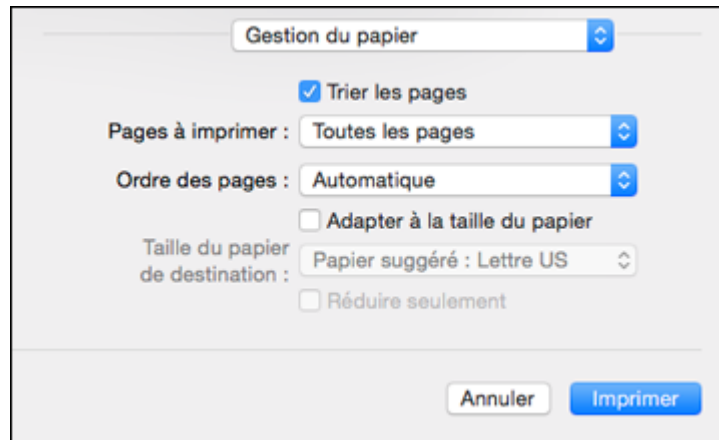 Gestion du papier
Trier les pages
Pages à imprimer : Toutes les pages
Ordre des pages : Automatique
Adapter à la taille du papier
Taille du papier
de destination : Papier suggéré : Lettre US
Réduire seulement
Annuler Imprimer